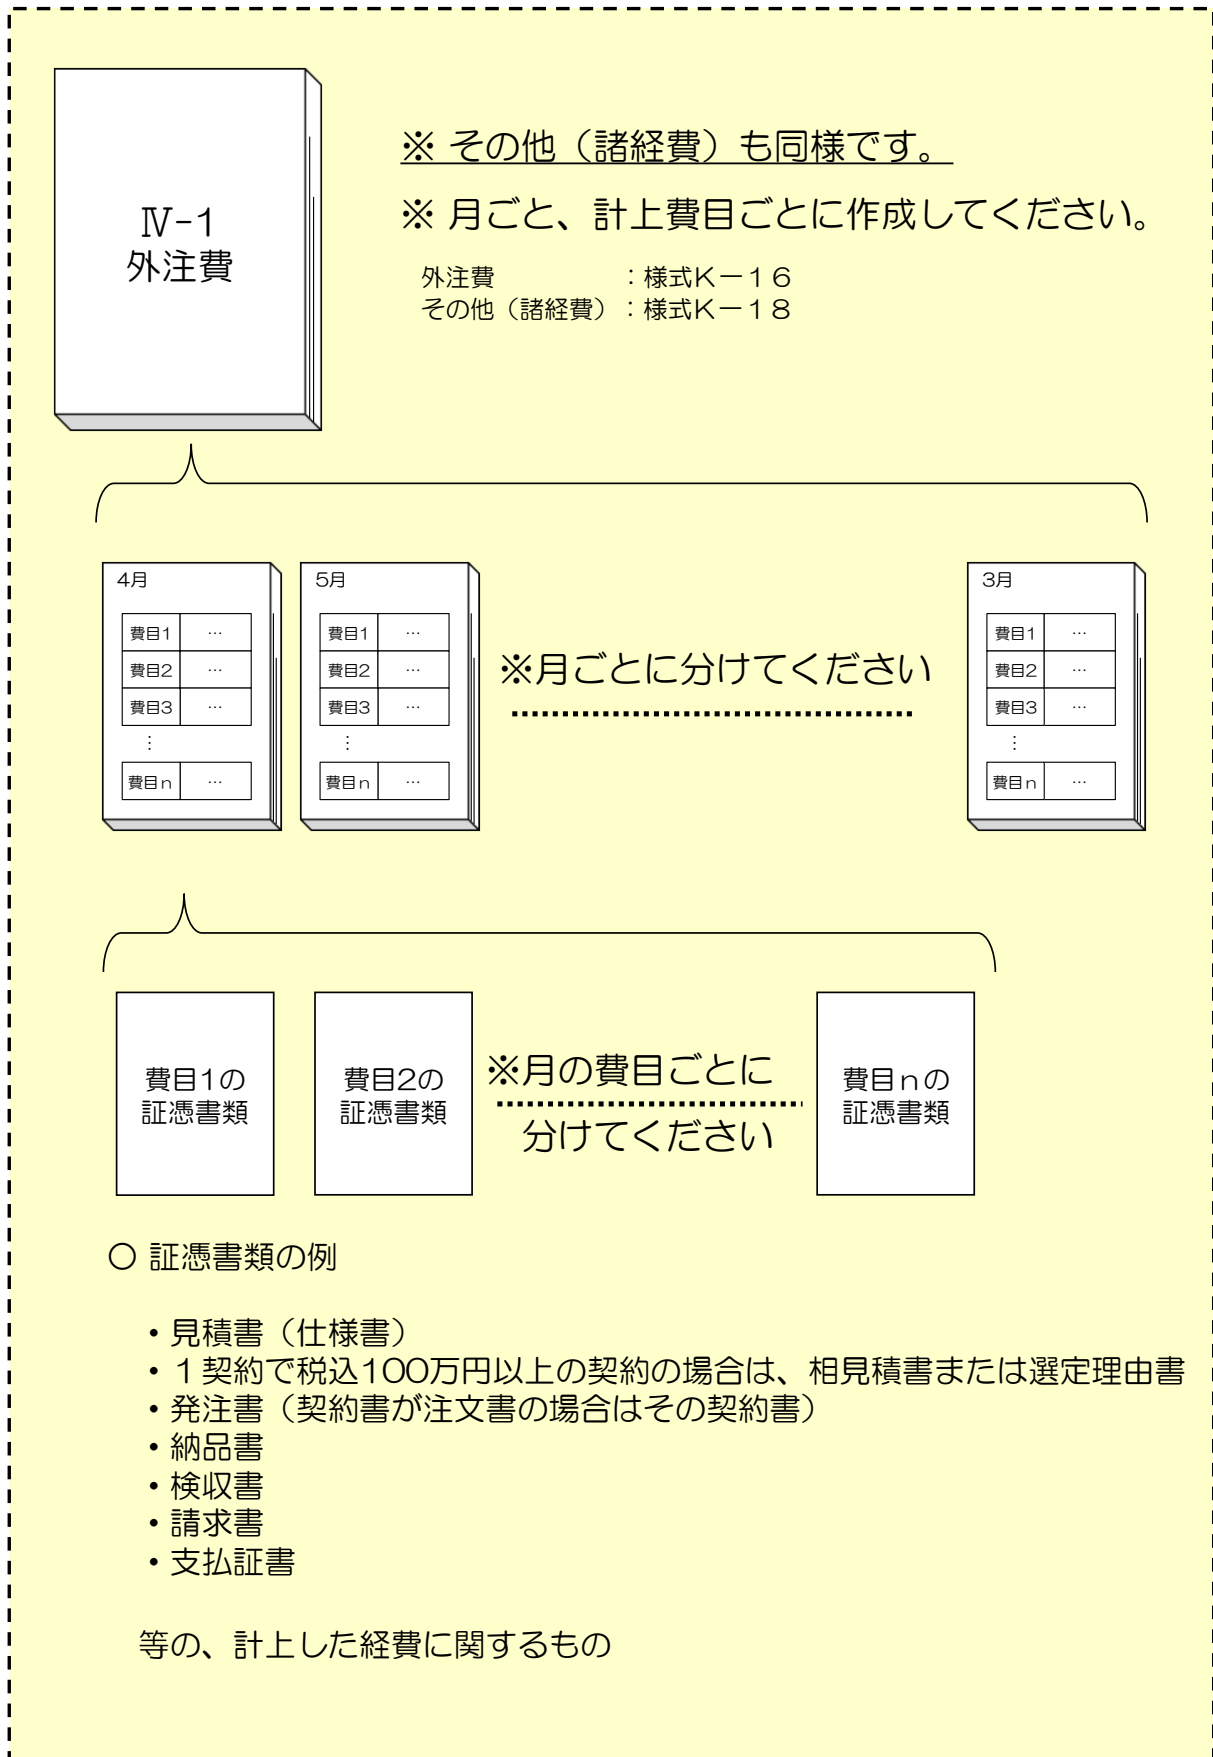 Ⅳ-1
外注費
※ その他（諸経費）も同様です。
※ 月ごと、計上費目ごとに作成してください。
外注費　　　　　：様式K－１６
その他（諸経費）：様式K－１８
4月
費目1 …
費目2 …
費目3 …
⋮
費目ｎ …
5月
費目1 …
費目2 …
費目3 …
⋮
費目ｎ …
※月ごとに分けてください
3月
費目1 …
費目2 …
費目3 …
⋮
費目ｎ …
費目1の
証憑書類
費目2の
証憑書類
※月の費目ごとに
分けてください
費目ｎの
証憑書類
〇 証憑書類の例
・見積書（仕様書）
・１契約で税込100万円以上の契約の場合は、相見積書または選定理由書
・発注書（契約書が注文書の場合はその契約書）
・納品書
・検収書
・請求書
・支払証書
等の、計上した経費に関するもの